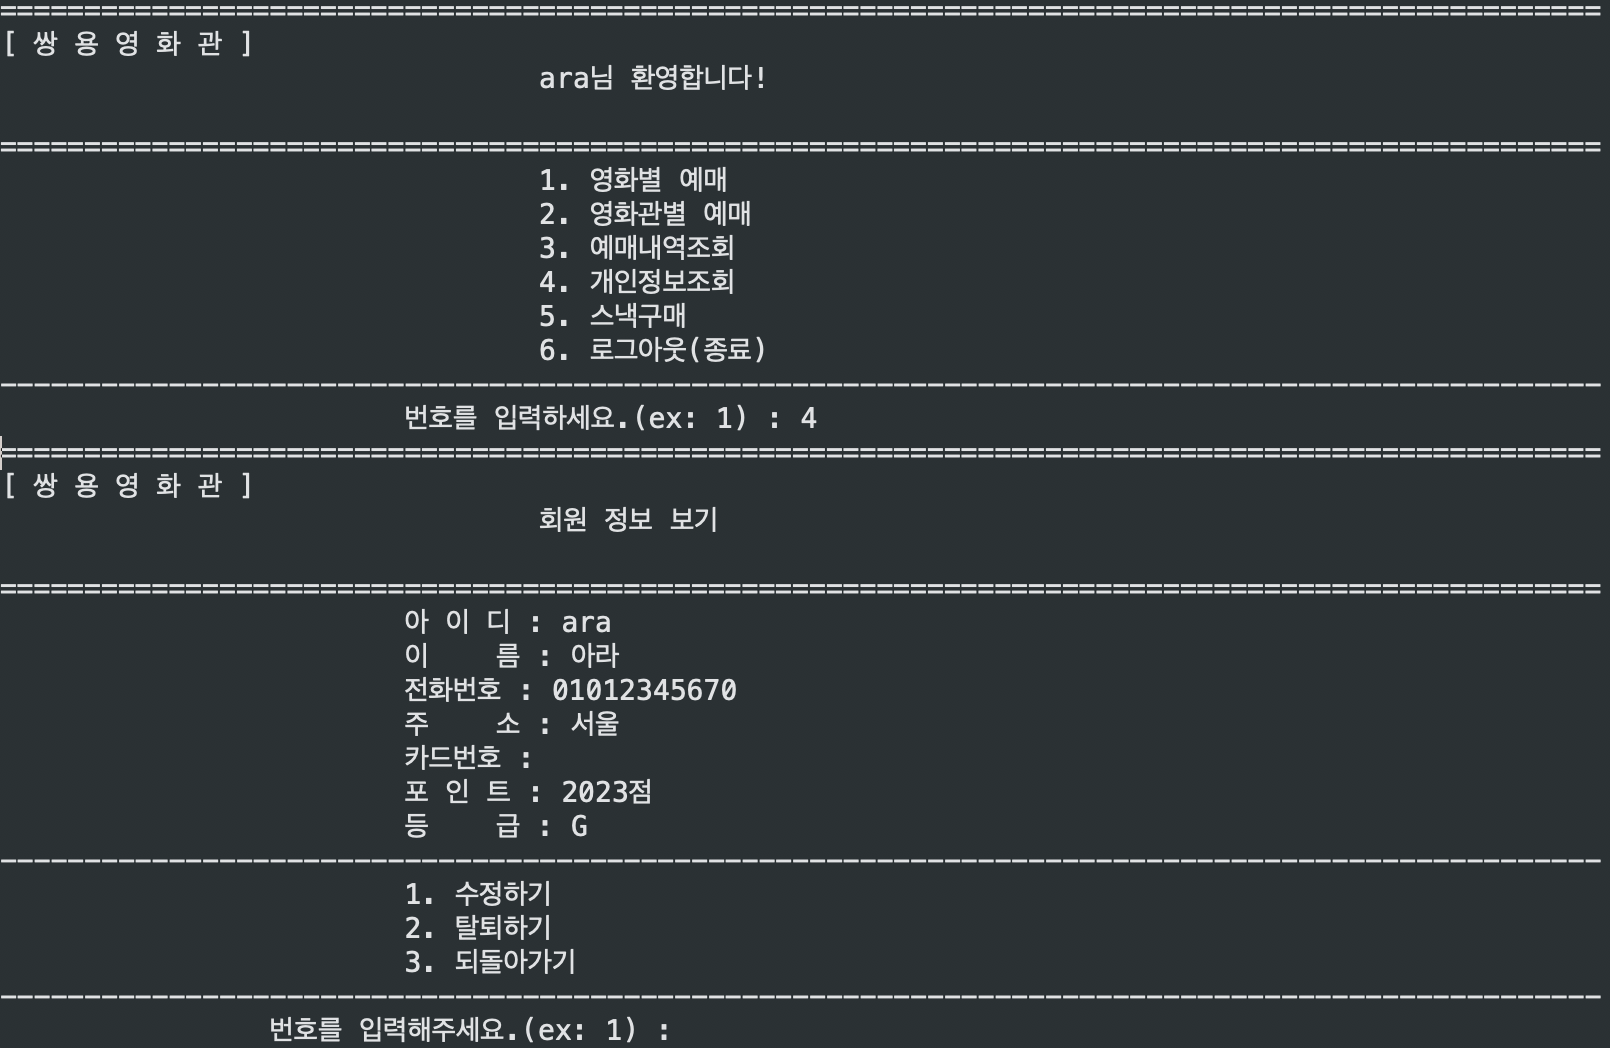 ====================================================================================================
[ 쌍 용 영 화 관 ]
ara님 환영합니다!
====================================================================================================
1. 영화별 예매
2. 영화관별 예매
3. 예매내역조회
4. 개인정보조회
5. 스낵구매
6. 로그아웃(종료)
----------------------------------------------------------------------------------------------------
번호를 입력하세요.(ex: 1) : 4
====================================================================================================
[ 쌍 용 영 화 관 ]
회원 정보 보기
====================================================================================================
아 이 디 : ara
이    름 : 아라
전화번호 : 01012345670
주    소 : 서울
카드번호 :
포 인 트 : 2023점
등    급 : G
----------------------------------------------------------------------------------------------------
1. 수정하기
2. 탈퇴하기
3. 되돌아가기
----------------------------------------------------------------------------------------------------
번호를 입력해주세요.(ex: 1) :